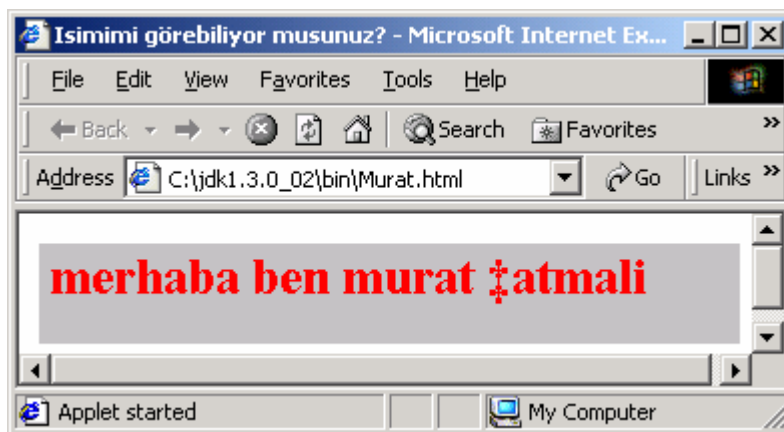 Isimimi görebiliyor musunuz? - Microsoft Internet Ex...
File Edit View Favorites Tools Help
Back Search Favorites »
Address C:\jdk1.3.0_02\bin\Murat.html Go Links »
merhaba ben murat ‡atmali
Applet started My Computer